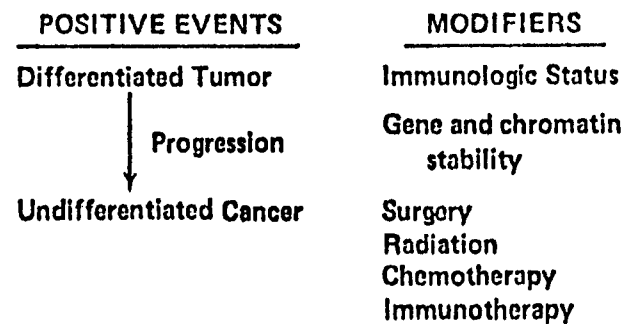 POSITIVE EVENTS
Differentiated Tumor
Progression
Undifferentiated Cancer
MODIFIERS
Immunologic Status
Gene and chromatin
stability
Surgery
Radiation
Chemotherapy
Immunotherapy